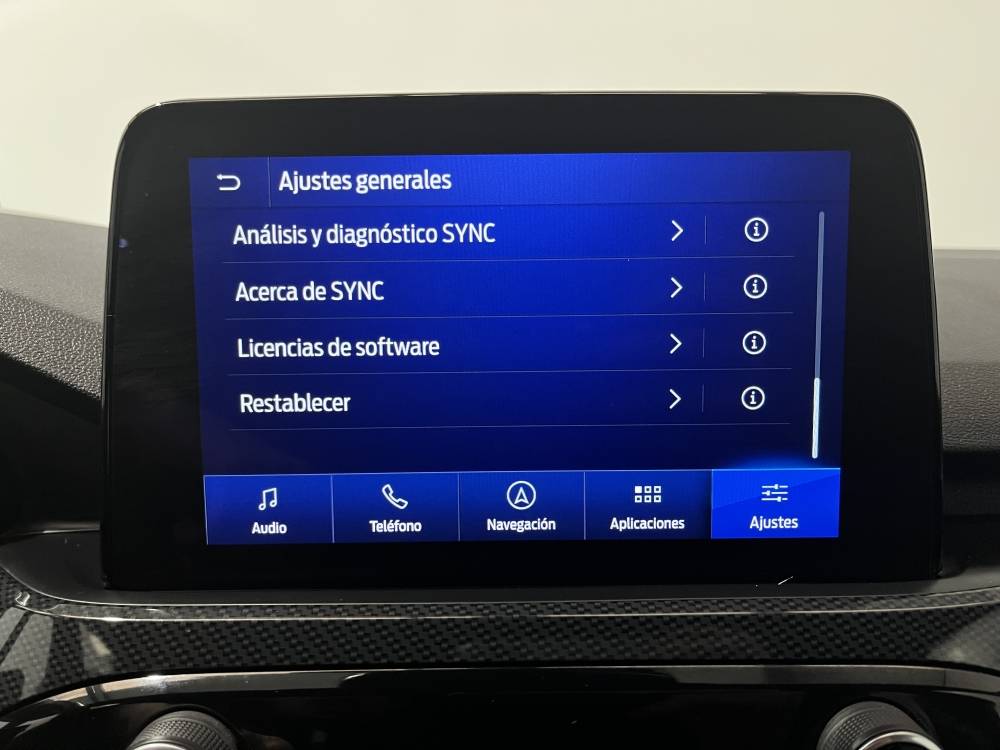 Ajustes generales
Análisis y diagnóstico SYNC
Acerca de SYNC
Licencias de software
Restablecer
Audio
Teléfono
Navegación
Aplicaciones
Ajustes